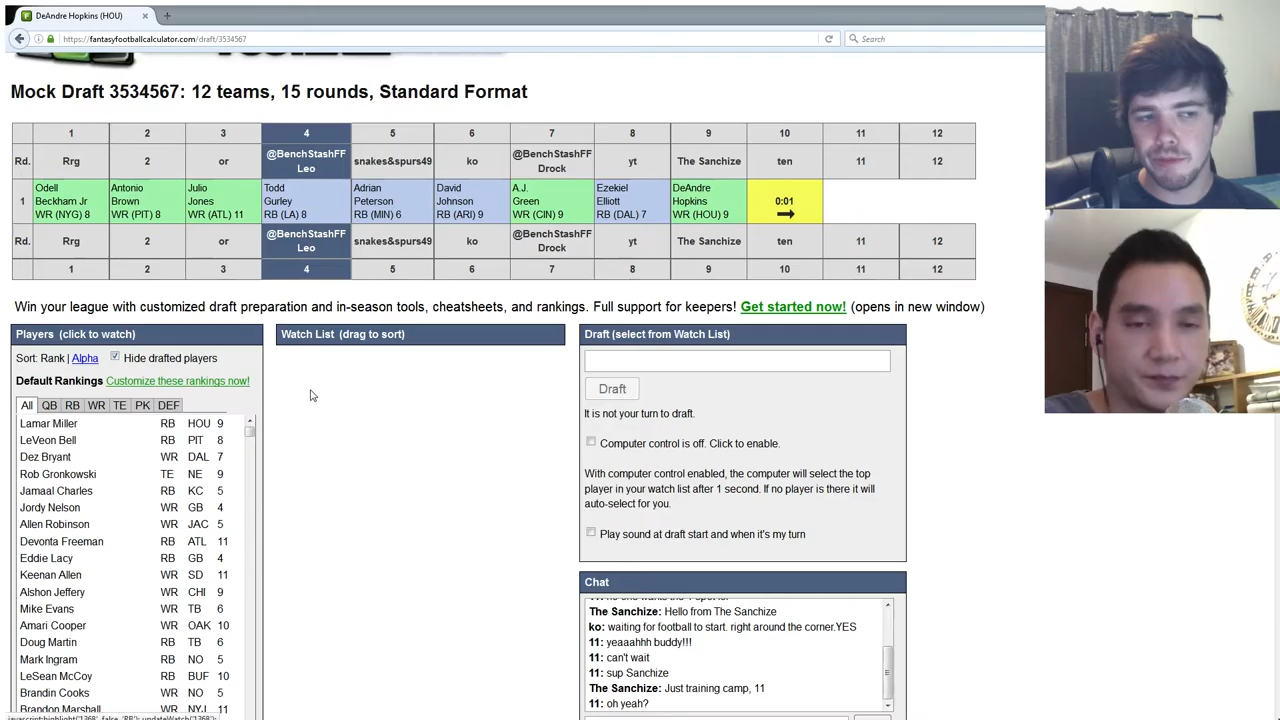 DeAndre Hopkins (HOU)
https://fantasyfootballcalculator.com/draft/3534567
Search
Mock Draft 3534567: 12 teams, 15 rounds, Standard Format
1 2 3 4 5 6 7 8 9 10 11 12
Rd. Rrg 2 or @BenchStashFF Leo snakes&spurs49 ko @BenchStashFF Drock yt The Sanchize ten 11 12
1 Odell Beckham Jr WR (NYG) 8 Antonio Brown WR (PIT) 8 Julio Jones WR (ATL) 11 Todd Gurley RB (LA) 8 Adrian Peterson RB (MIN) 6 David Johnson RB (ARI) 9 A.J. Green WR (CIN) 9 Ezekiel Elliott RB (DAL) 7 DeAndre Hopkins WR (HOU) 9 0:01
Rd. Rrg 2 or @BenchStashFF Leo snakes&spurs49 ko @BenchStashFF Drock yt The Sanchize ten 11 12
1 2 3 4 5 6 7 8 9 10 11 12
Win your league with customized draft preparation and in-season tools, cheatsheets, and rankings. Full support for keepers! Get started now! (opens in new window)
Players (click to watch)
Sort: Rank | Alpha Hide drafted players
Default Rankings Customize these rankings now!
All QB RB WR TE PK DEF
Lamar Miller RB HOU 9
LeVeon Bell RB PIT 8
Dez Bryant WR DAL 7
Rob Gronkowski TE NE 9
Jamaal Charles RB KC 5
Jordy Nelson WR GB 4
Allen Robinson WR JAC 5
Devonta Freeman RB ATL 11
Eddie Lacy RB GB 4
Keenan Allen WR SD 11
Alshon Jeffery WR CHI 9
Mike Evans WR TB 6
Amari Cooper WR OAK 10
Doug Martin RB TB 6
Mark Ingram RB NO 5
LeSean McCoy RB BUF 10
Brandin Cooks WR NO 5
Brandon Marshall WR NYJ 11
javascript:highlight('1368', false, 'RB'); updateWatch('1368');
Watch List (drag to sort)
Draft (select from Watch List)
Draft
It is not your turn to draft.
Computer control is off. Click to enable.
With computer control enabled, the computer will select the top
player in your watch list after 1 second. If no player is there it will
auto-select for you.
Play sound at draft start and when it's my turn
Chat
The Sanchize: Hello from The Sanchize
ko: waiting for football to start. right around the corner.YES
11: yeaaahhh buddy!!!
11: can't wait
11: sup Sanchize
The Sanchize: Just training camp, 11
11: oh yeah?